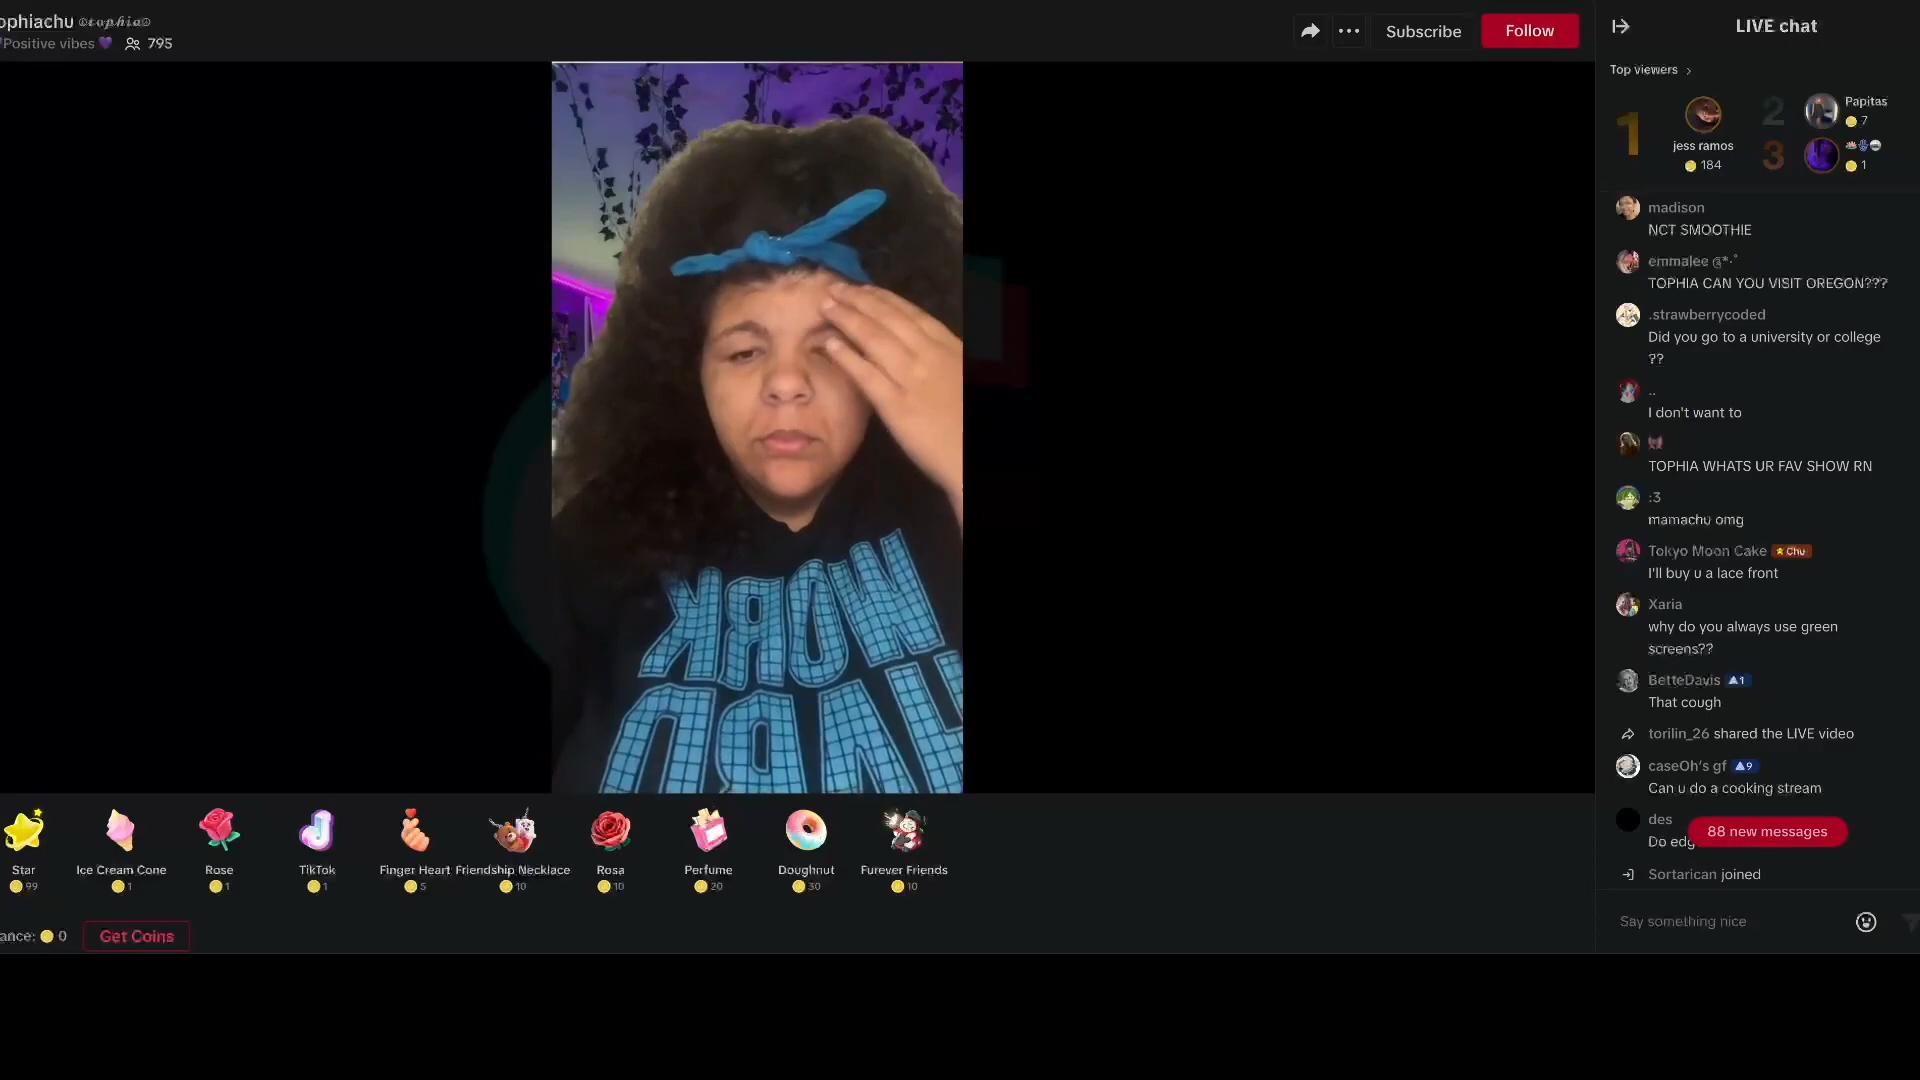 ophiachu
Positive vibes 💜 795
Subscribe
Follow
LIVE chat
Top viewers
1
jess ramos
184
2
Papitas
7
3
1
madison
NCT SMOOTHIE
emmalee
TOPHIA CAN YOU VISIT OREGON???
.strawberrycoded
Did you go to a university or college
??
..
I don't want to
TOPHIA WHATS UR FAV SHOW RN
:3
mamachu omg
Tokyo Moon Cake Chu
I'll buy u a lace front
Xaria
why do you always use green
screens??
BetteDavis 1
That cough
torilin_26 shared the LIVE video
caseOh's gf 9
Can u do a cooking stream
des
Do edg
88 new messages
Sortarican joined
Say something nice
WORK
HARD
Star
99
Ice Cream Cone
1
Rose
1
TikTok
1
Finger Heart
5
Friendship Necklace
10
Rosa
10
Perfume
20
Doughnut
30
Furever Friends
10
ance: 0
Get Coins